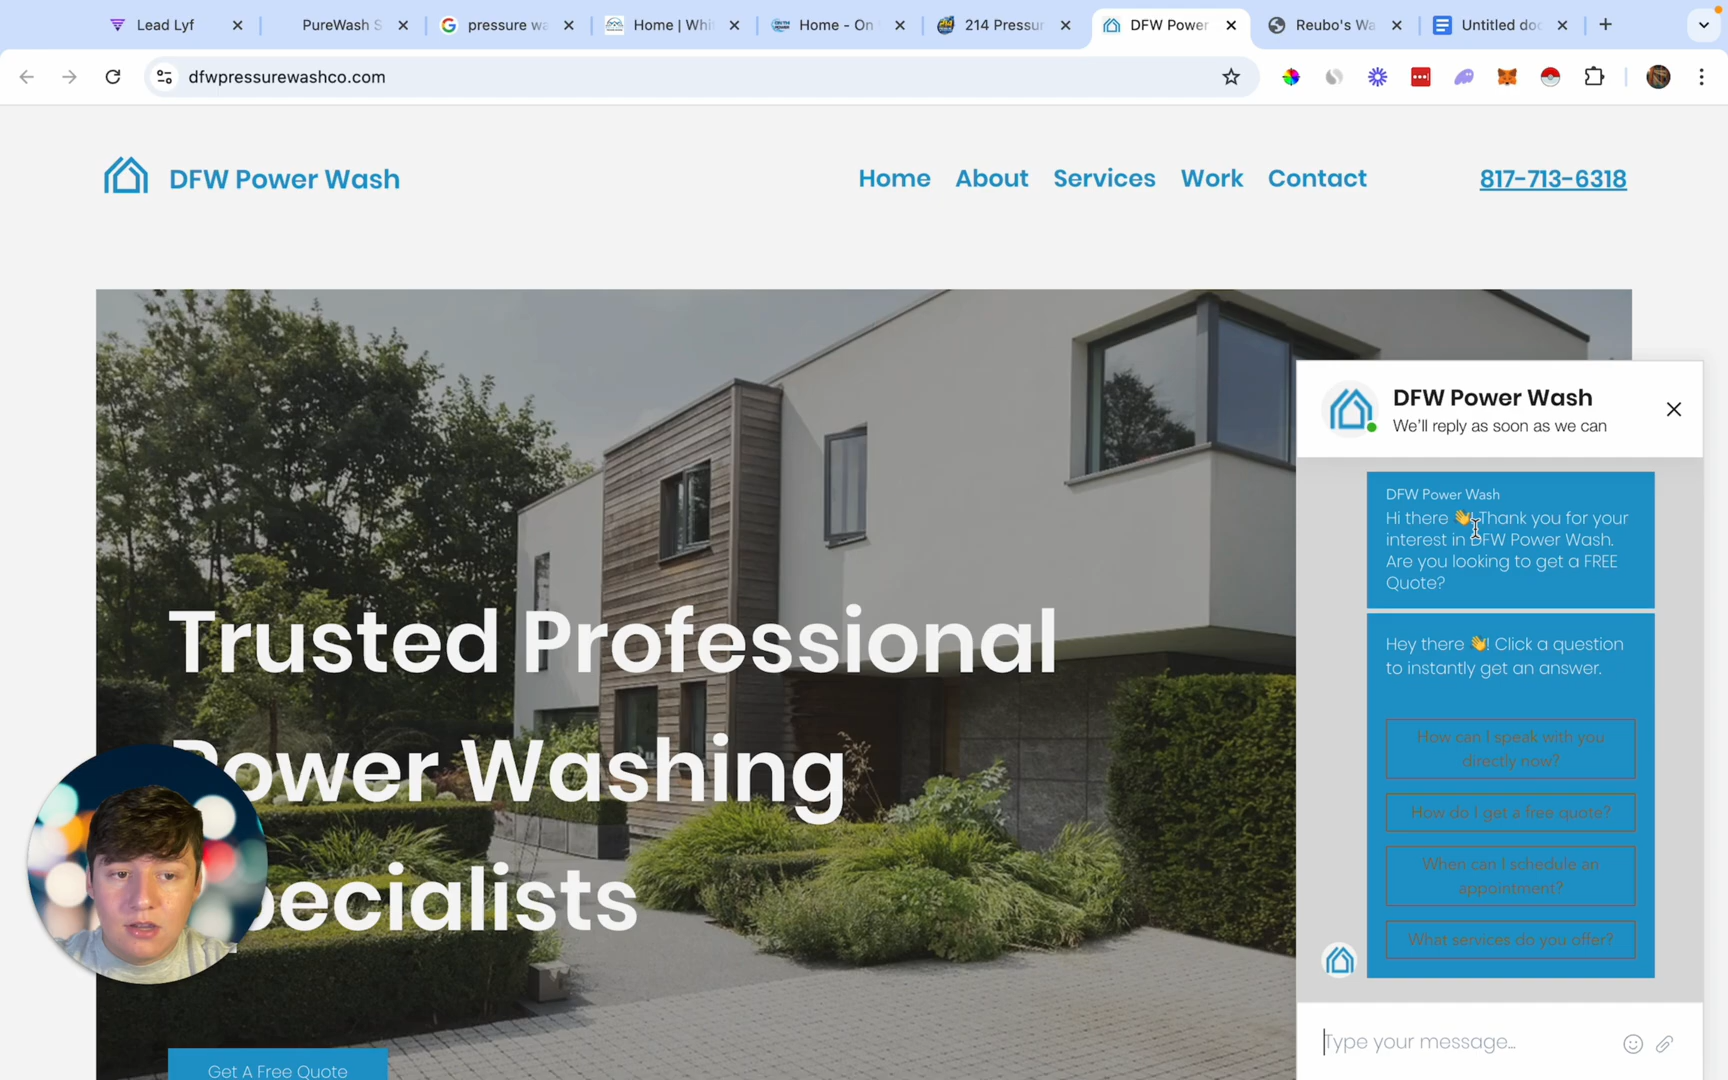 Lead Lyf
PureWash S
pressure wa
Home | Whi
Home - On
214 Pressur
DFW Power
Reubo's Wa
Untitled doc
dfwpressurewashco.com
DFW Power Wash
Home About Services Work Contact
817-713-6318
Trusted Professional
Power Washing
Specialists
Get A Free Quote
DFW Power Wash
We'll reply as soon as we can
DFW Power Wash
Hi there 👋! Thank you for your
interest in DFW Power Wash.
Are you looking to get a FREE
Quote?
Hey there 👋! Click a question
to instantly get an answer.
How can I speak with you
directly now?
How do I get a free quote?
When can I schedule an
appointment?
What services do you offer?
Type your message...